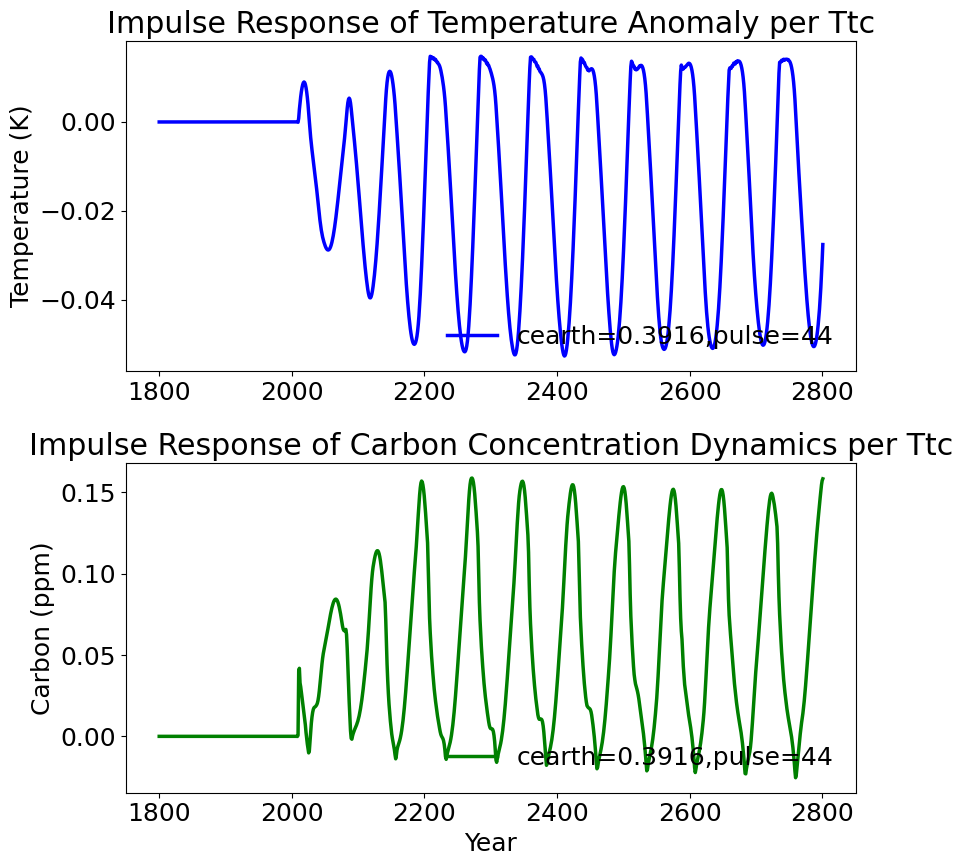 Impulse Response of Temperature Anomaly per Ttc
Temperature (K)
0.00
−0.02
−0.04
cearth=0.3916,pulse=44
1800 2000 2200 2400 2600 2800
Impulse Response of Carbon Concentration Dynamics per Ttc
Carbon (ppm)
0.15
0.10
0.05
0.00
cearth=0.3916,pulse=44
1800 2000 2200 2400 2600 2800
Year